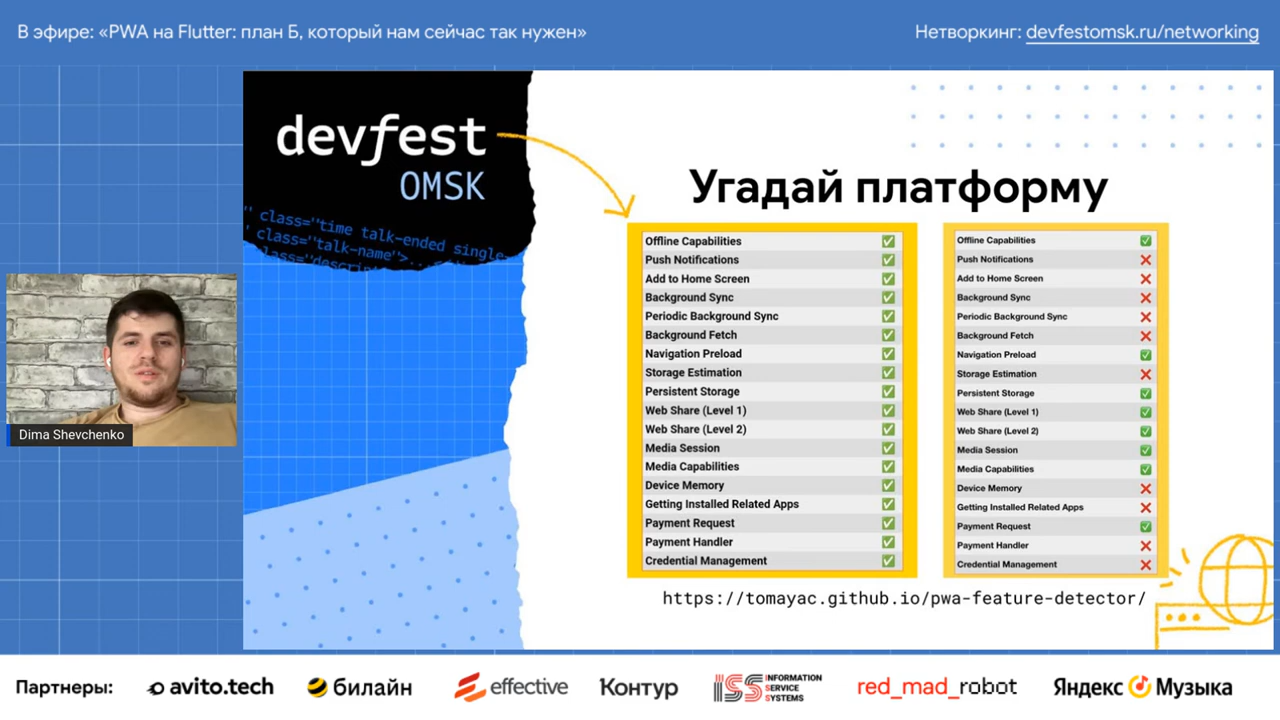 В эфире: «PWA на Flutter: план Б, который нам сейчас так нужен»
Нетворкинг: devfestomsk.ru/networking
devfest
OMSK
" class="time talk-ended single-
' class="talk-name">...
class="descript
Угадай платформу
Offline Capabilities ✅
Push Notifications ✅
Add to Home Screen ✅
Background Sync ✅
Periodic Background Sync ✅
Background Fetch ✅
Navigation Preload ✅
Storage Estimation ✅
Persistent Storage ✅
Web Share (Level 1) ✅
Web Share (Level 2) ✅
Media Session ✅
Media Capabilities ✅
Device Memory ✅
Getting Installed Related Apps ✅
Payment Request ✅
Payment Handler ✅
Credential Management ✅
Offline Capabilities ✅
Push Notifications ❌
Add to Home Screen ❌
Background Sync ❌
Periodic Background Sync ❌
Background Fetch ❌
Navigation Preload ✅
Storage Estimation ❌
Persistent Storage ✅
Web Share (Level 1) ✅
Web Share (Level 2) ✅
Media Session ✅
Media Capabilities ✅
Device Memory ❌
Getting Installed Related Apps ❌
Payment Request ✅
Payment Handler ❌
Credential Management ❌
https://tomayac.github.io/pwa-feature-detector/
Dima Shevchenko
Партнеры:
avito.tech
билайн
effective
Контур
ISS INFORMATION
SERVICE
SYSTEMS
red_mad_robot
Яндекс Музыка